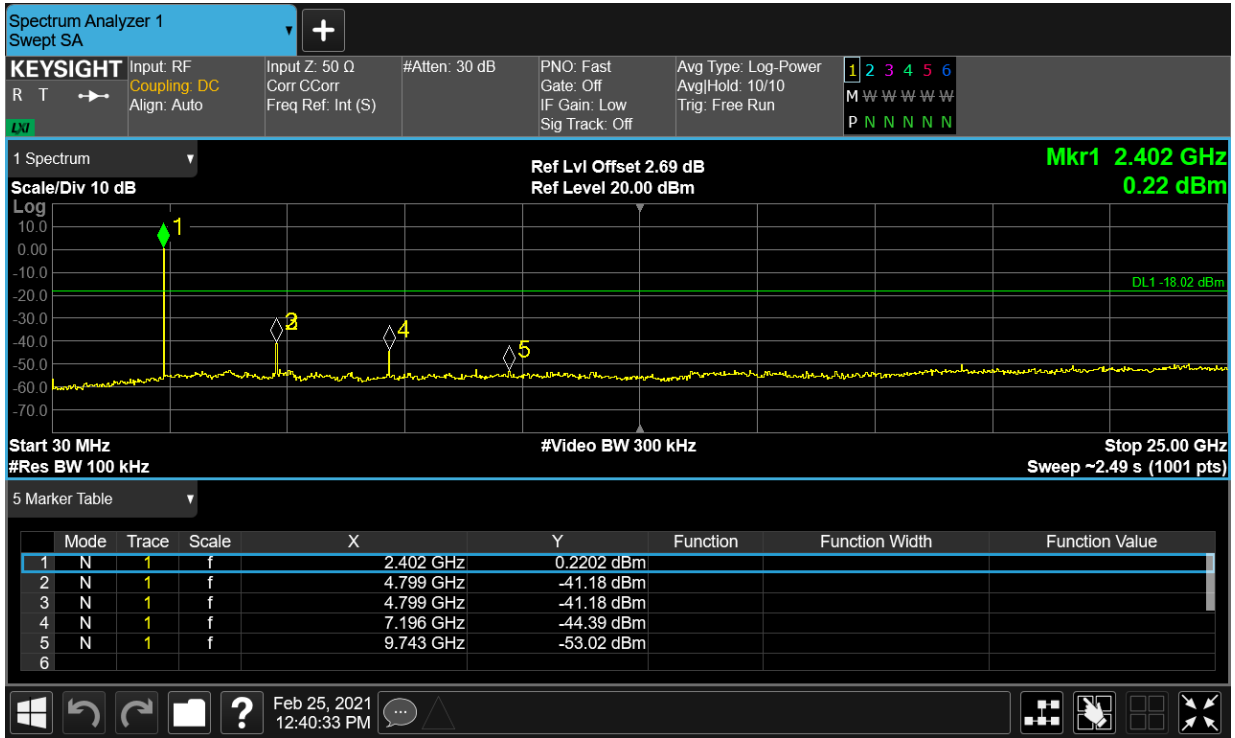 Spectrum Analyzer 1
Swept SA
KEYSIGHT
R T
LXI
Input: RF
Coupling: DC
Align: Auto
Input Z: 50 Ω
Corr CCorr
Freq Ref: Int (S)
#Atten: 30 dB
PNO: Fast
Gate: Off
IF Gain: Low
Sig Track: Off
Avg Type: Log-Power
Avg|Hold: 10/10
Trig: Free Run
1 2 3 4 5 6
M W W W W W
P N N N N N
1 Spectrum
Scale/Div 10 dB
Ref Lvl Offset 2.69 dB
Ref Level 20.00 dBm
Mkr1 2.402 GHz
0.22 dBm
Log
10.0
0.00
-10.0
-20.0
-30.0
-40.0
-50.0
-60.0
-70.0
1
2
3
4
5
DL1 -18.02 dBm
Start 30 MHz
#Res BW 100 kHz
#Video BW 300 kHz
Stop 25.00 GHz
Sweep ~2.49 s (1001 pts)
5 Marker Table
Mode Trace Scale X Y Function Function Width Function Value
1 N 1 f 2.402 GHz 0.2202 dBm
2 N 1 f 4.799 GHz -41.18 dBm
3 N 1 f 4.799 GHz -41.18 dBm
4 N 1 f 7.196 GHz -44.39 dBm
5 N 1 f 9.743 GHz -53.02 dBm
6
?
Feb 25, 2021
12:40:33 PM